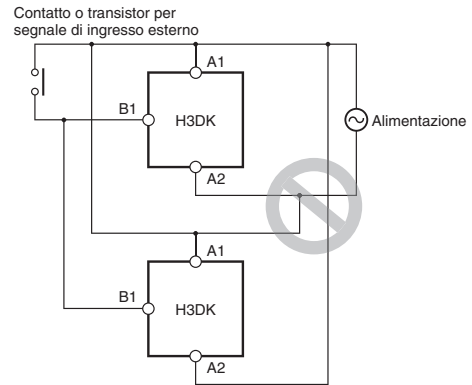 Contatto o transistor per
segnale di ingresso esterno
A1
B1
H3DK
Alimentazione
A2
A1
B1
H3DK
A2